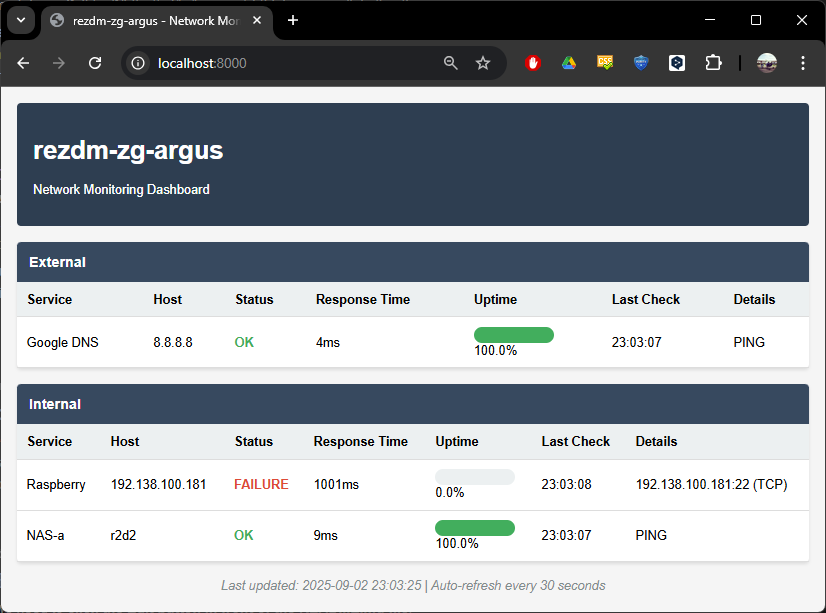 rezdm-zg-argus - Network Mor
localhost:8000
rezdm-zg-argus
Network Monitoring Dashboard
External
Service Host Status Response Time Uptime Last Check Details
Google DNS 8.8.8.8 OK 4ms 100.0% 23:03:07 PING
Internal
Service Host Status Response Time Uptime Last Check Details
Raspberry 192.138.100.181 FAILURE 1001ms 0.0% 23:03:08 192.138.100.181:22 (TCP)
NAS-a r2d2 OK 9ms 100.0% 23:03:07 PING
Last updated: 2025-09-02 23:03:25 | Auto-refresh every 30 seconds